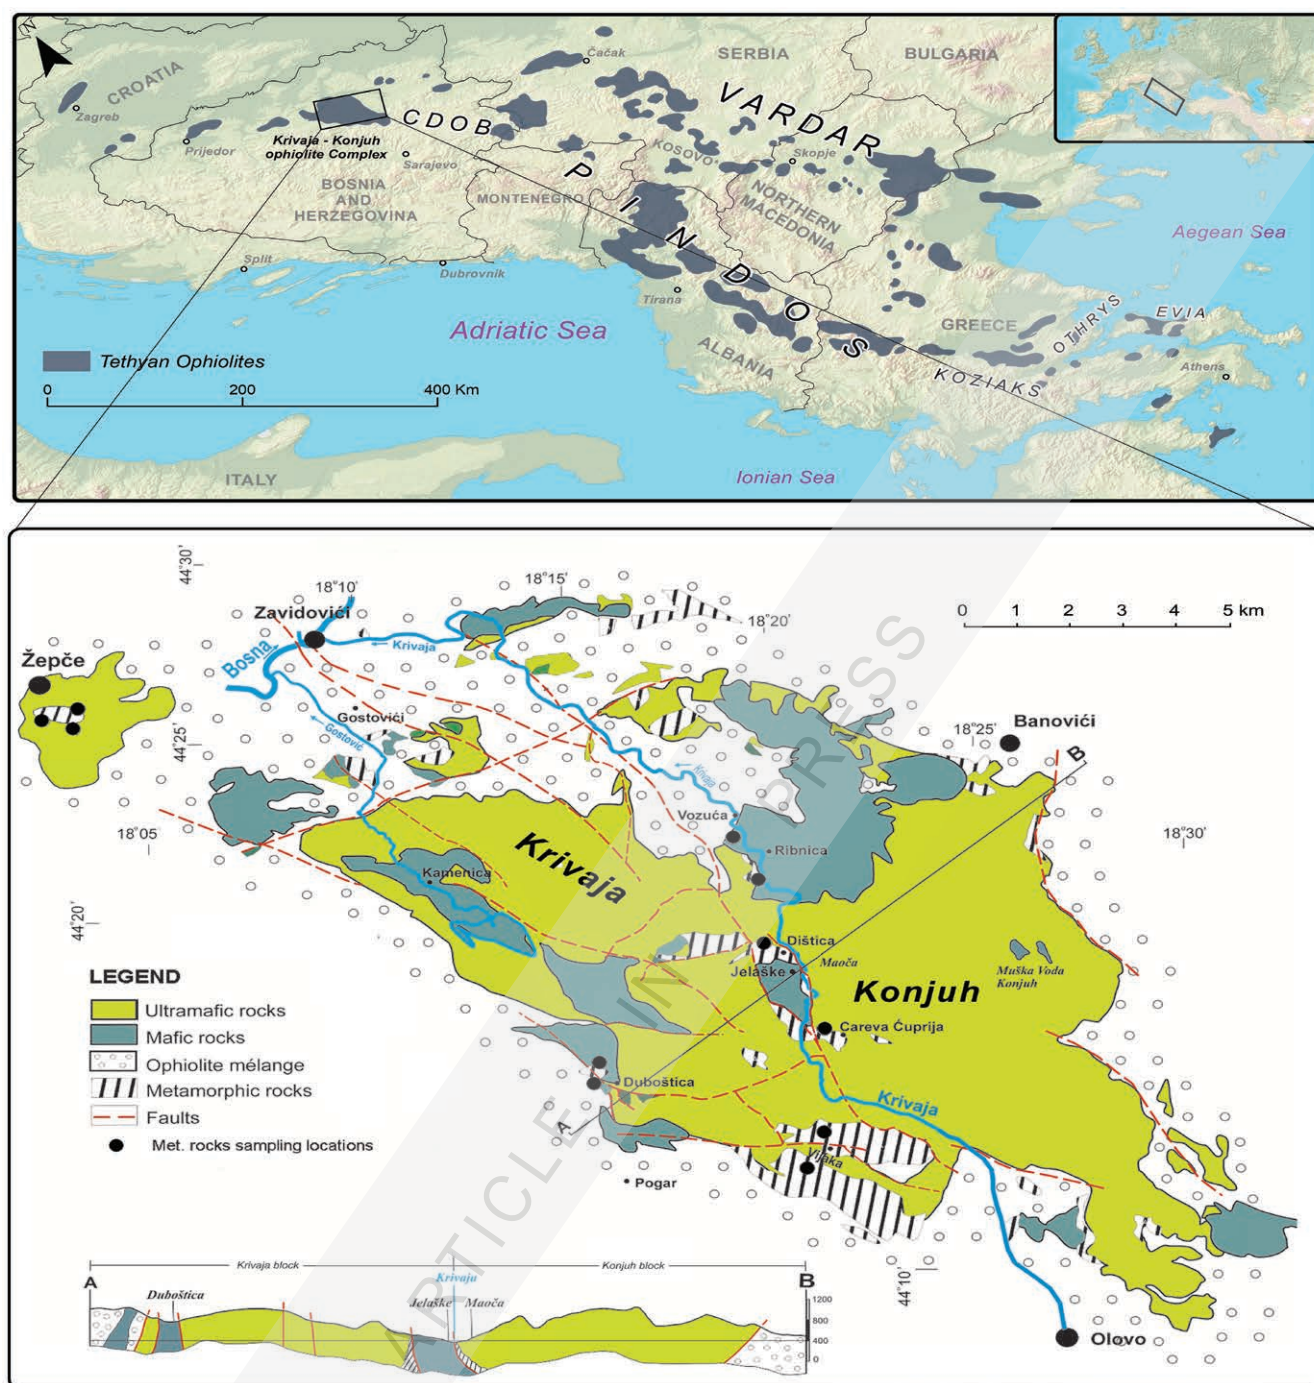 N
CROATIA
Zagreb
Prijedor
Krivaja - Konjuh
ophiolite Complex
Sarajevo
BOSNIA
AND
HERZEGOVINA
Split
Dubrovnik
CDOB
Čačak
SERBIA
BULGARIA
VARDAR
PINDOS
KOSOVO
MONTENEGRO
Skopje
NORTHERN
MACEDONIA
Tirana
ALBANIA
GREECE
OTHRYS
EVIA
KOZIAKS
Athens
Aegean Sea
Adriatic Sea
Ionian Sea
ITALY
Tethyan Ophiolites
0 200 400 Km
44°30'
18°10'
18°15'
18°20'
0 1 2 3 4 5 km
Zavidovići
Krivaja
Bosna
Žepče
Gostovići
Gostović
44°25'
18°25'
Banovići
B
Krivaja
Vozuća
Ribnica
18°05
18°30'
Krivaja
Kamenica
44°20'
Dištica
Jelaške
Maoča
Muška Voda
Konjuh
Konjuh
Careva Ćuprija
Duboštica
A
Krivaja
Vijaka
Pogar
44°10'
Olovo
LEGEND
Ultramafic rocks
Mafic rocks
Ophiolite mélange
Metamorphic rocks
Faults
Met. rocks sampling locations
Krivaja block
Konjuh block
A
B
Duboštica
Krivaja
Jelaške
Maoča
1200
800
400
0
ARTICLE IN PRESS